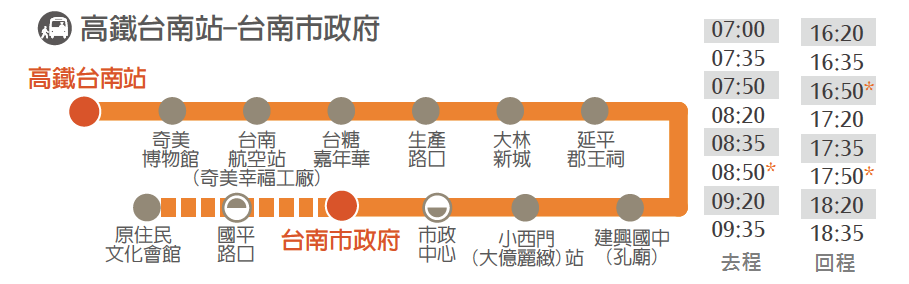 高鐵台南站–台南市政府
高鐵台南站
奇美
博物館
台南
航空站
(奇美幸福工廠)
台糖
嘉年華
生產
路口
大林
新城
延平
郡王祠
原住民
文化會館
國平
路口
台南市政府
市政
中心
小西門
(大億麗緻)站
建興國中
(孔廟)
07:00
07:35
07:50
08:20
08:35
08:50*
09:20
09:35
去程
16:20
16:35
16:50*
17:20
17:35
17:50*
18:20
18:35
回程